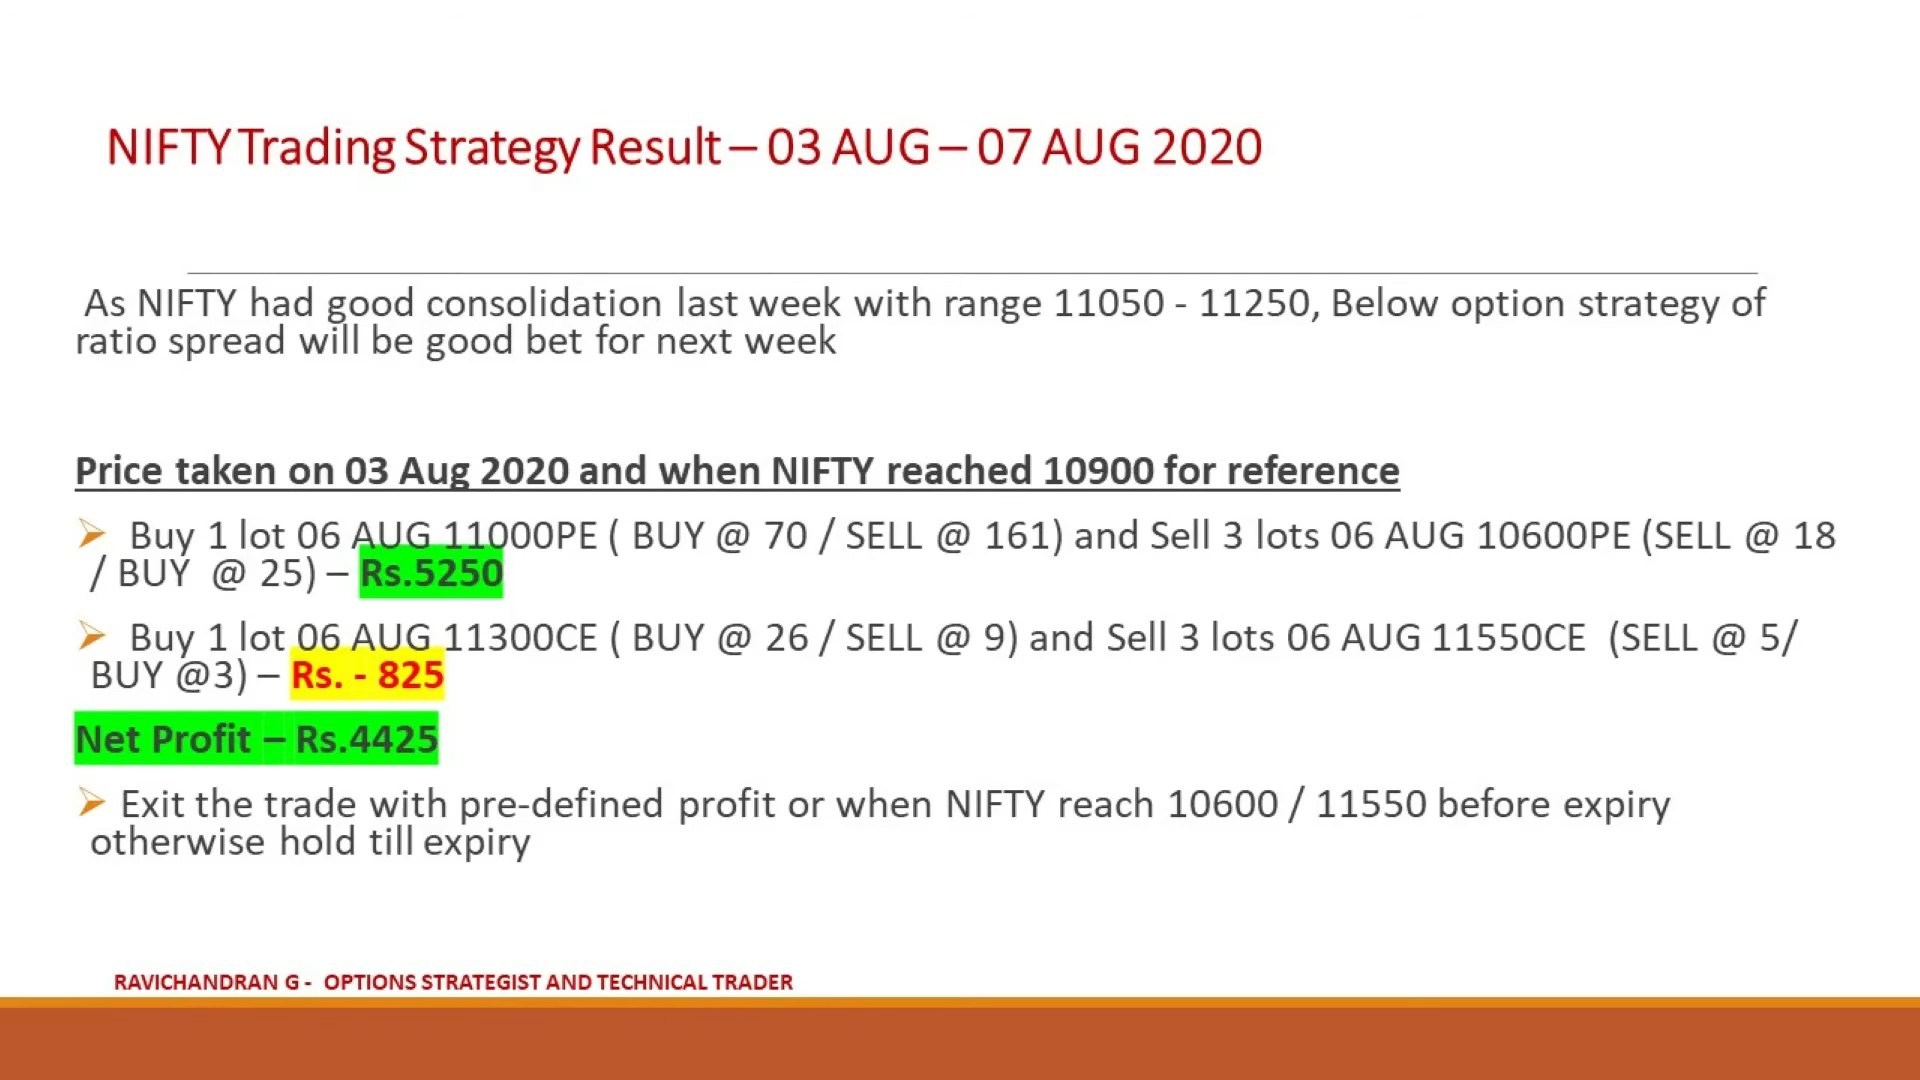 NIFTY Trading Strategy Result – 03 AUG – 07 AUG 2020
As NIFTY had good consolidation last week with range 11050 - 11250, Below option strategy of
ratio spread will be good bet for next week
Price taken on 03 Aug 2020 and when NIFTY reached 10900 for reference
Buy 1 lot 06 AUG 11000PE ( BUY @ 70 / SELL @ 161) and Sell 3 lots 06 AUG 10600PE (SELL @ 18
/ BUY @ 25) – Rs.5250
Buy 1 lot 06 AUG 11300CE ( BUY @ 26 / SELL @ 9) and Sell 3 lots 06 AUG 11550CE (SELL @ 5/
BUY @3) – Rs. - 825
Net Profit – Rs.4425
Exit the trade with pre-defined profit or when NIFTY reach 10600 / 11550 before expiry
otherwise hold till expiry
RAVICHANDRAN G - OPTIONS STRATEGIST AND TECHNICAL TRADER